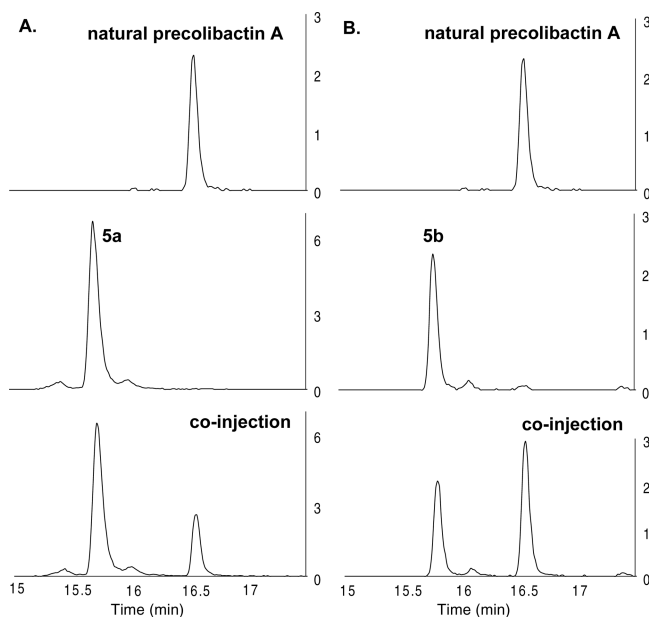 A.
natural precolibactin A
3
2
1
0
5a
6
3
0
co-injection
6
3
0
15 15.5 16 16.5 17
Time (min)
B.
natural precolibactin A
3
2
1
0
5b
3
2
1
0
co-injection
3
2
1
0
15 15.5 16 16.5 17
Time (min)